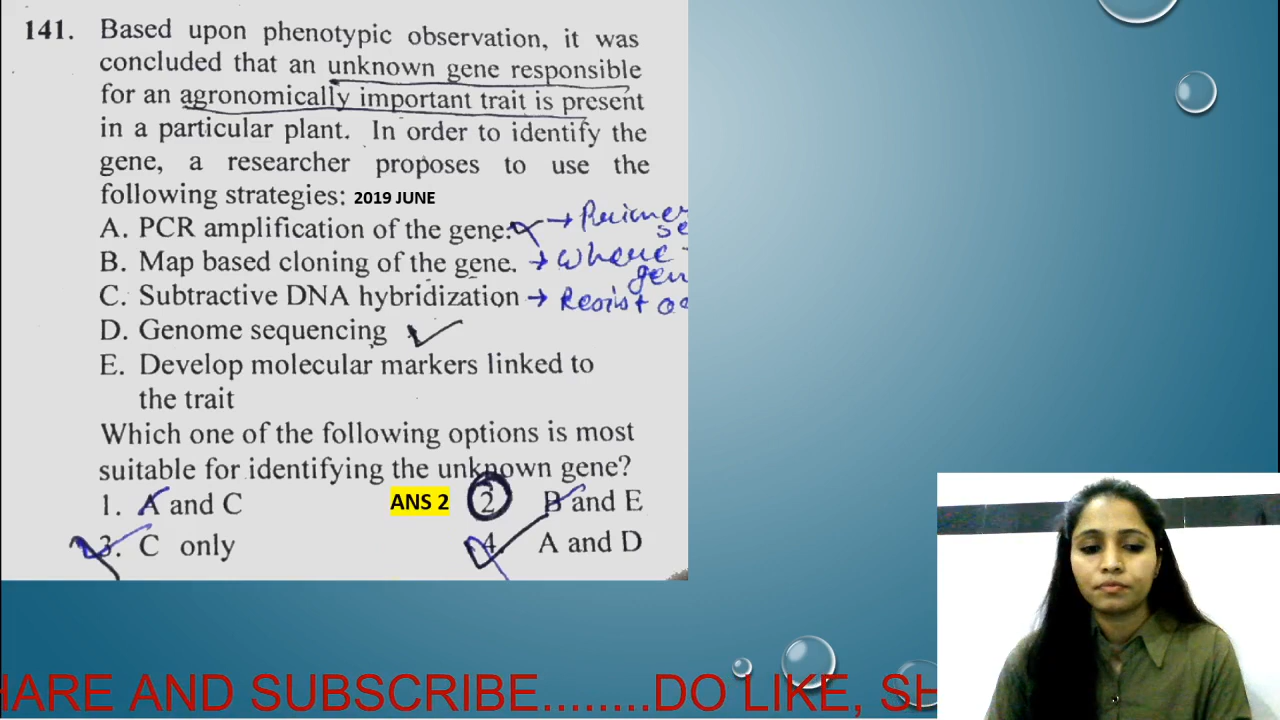 141. Based upon phenotypic observation, it was
concluded that an unknown gene responsible
for an agronomically important trait is present
in a particular plant. In order to identify the
gene, a researcher proposes to use the
following strategies: 2019 JUNE
A. PCR amplification of the gene. → Primer
se
B. Map based cloning of the gene. → where
gen
C. Subtractive DNA hybridization →
D. Genome sequencing
E. Develop molecular markers linked to
the trait
Which one of the following options is most
suitable for identifying the unknown gene?
1. A and C ANS 2 2 B and E
3. C only 4. A and D
HARE AND SUBSCRIBE........DO LIKE, SH